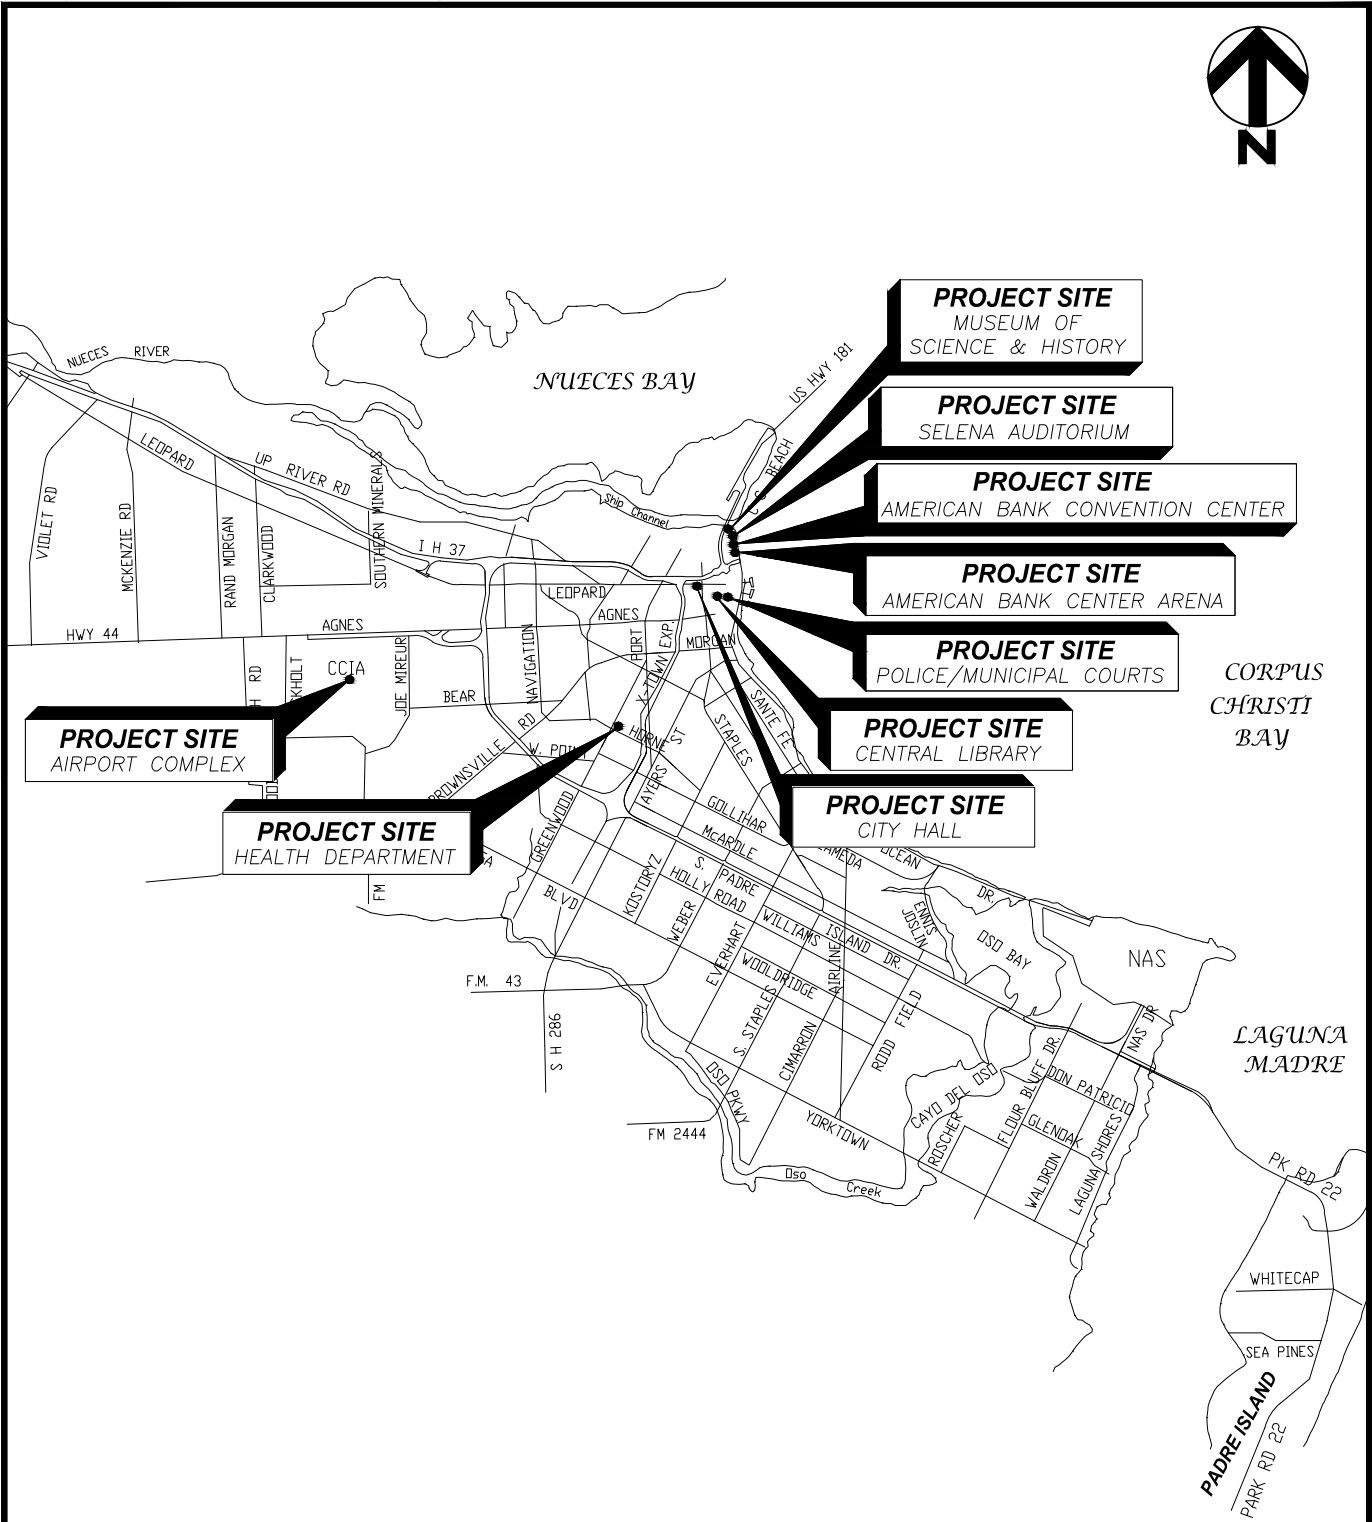 N
PROJECT SITE
MUSEUM OF
SCIENCE & HISTORY
PROJECT SITE
SELENA AUDITORIUM
PROJECT SITE
AMERICAN BANK CONVENTION CENTER
PROJECT SITE
AMERICAN BANK CENTER ARENA
PROJECT SITE
POLICE/MUNICIPAL COURTS
PROJECT SITE
CENTRAL LIBRARY
PROJECT SITE
CITY HALL
PROJECT SITE
AIRPORT COMPLEX
PROJECT SITE
HEALTH DEPARTMENT
NUECES RIVER
NUECES BAY
US HWY 181
BEACH
LEOPARD
UP RIVER RD
SOUTHERN MINERALS
Ship Channel
VIOLET RD
MCKENZIE RD
RAND MORGAN
CLARKWOOD
I H 37
LEOPARD
AGNES
HWY 44
AGNES
PORT
X-TOWN EXP.
MORGAN
NAVIGATION
CCIA
JOE MIREUR
BEAR
SANTE FE
STAPLES
HORNE ST
AYERS
GOLLIHAR
McARDLE
GREENWOOD
BLVD
KOSTORYZ
WEBER
S. PADRE
ISLAND DR.
HOLLY ROAD
WILLIAMS
EVERHART
WOOLDRIDGE
AIRLINE
S. STAPLES
CIMARRON
RODD FIELD
OCEAN
DR.
ENNIS
JOSLIN
OSO BAY
NAS
NAS DR
CORPUS
CHRISTI
BAY
LAGUNA
MADRE
FM
F.M. 43
S H 286
FM 2444
OSO PKWY
YORKTOWN
Oso Creek
CAYO DEL OSO
ROSCHER
FLOUR BLUFF DR.
DON PATRICIO
GLENOAK
WALDRON
LAGUNA SHORES
PK RD 22
WHITECAP
SEA PINES
PADRE ISLAND
PARK RD 22